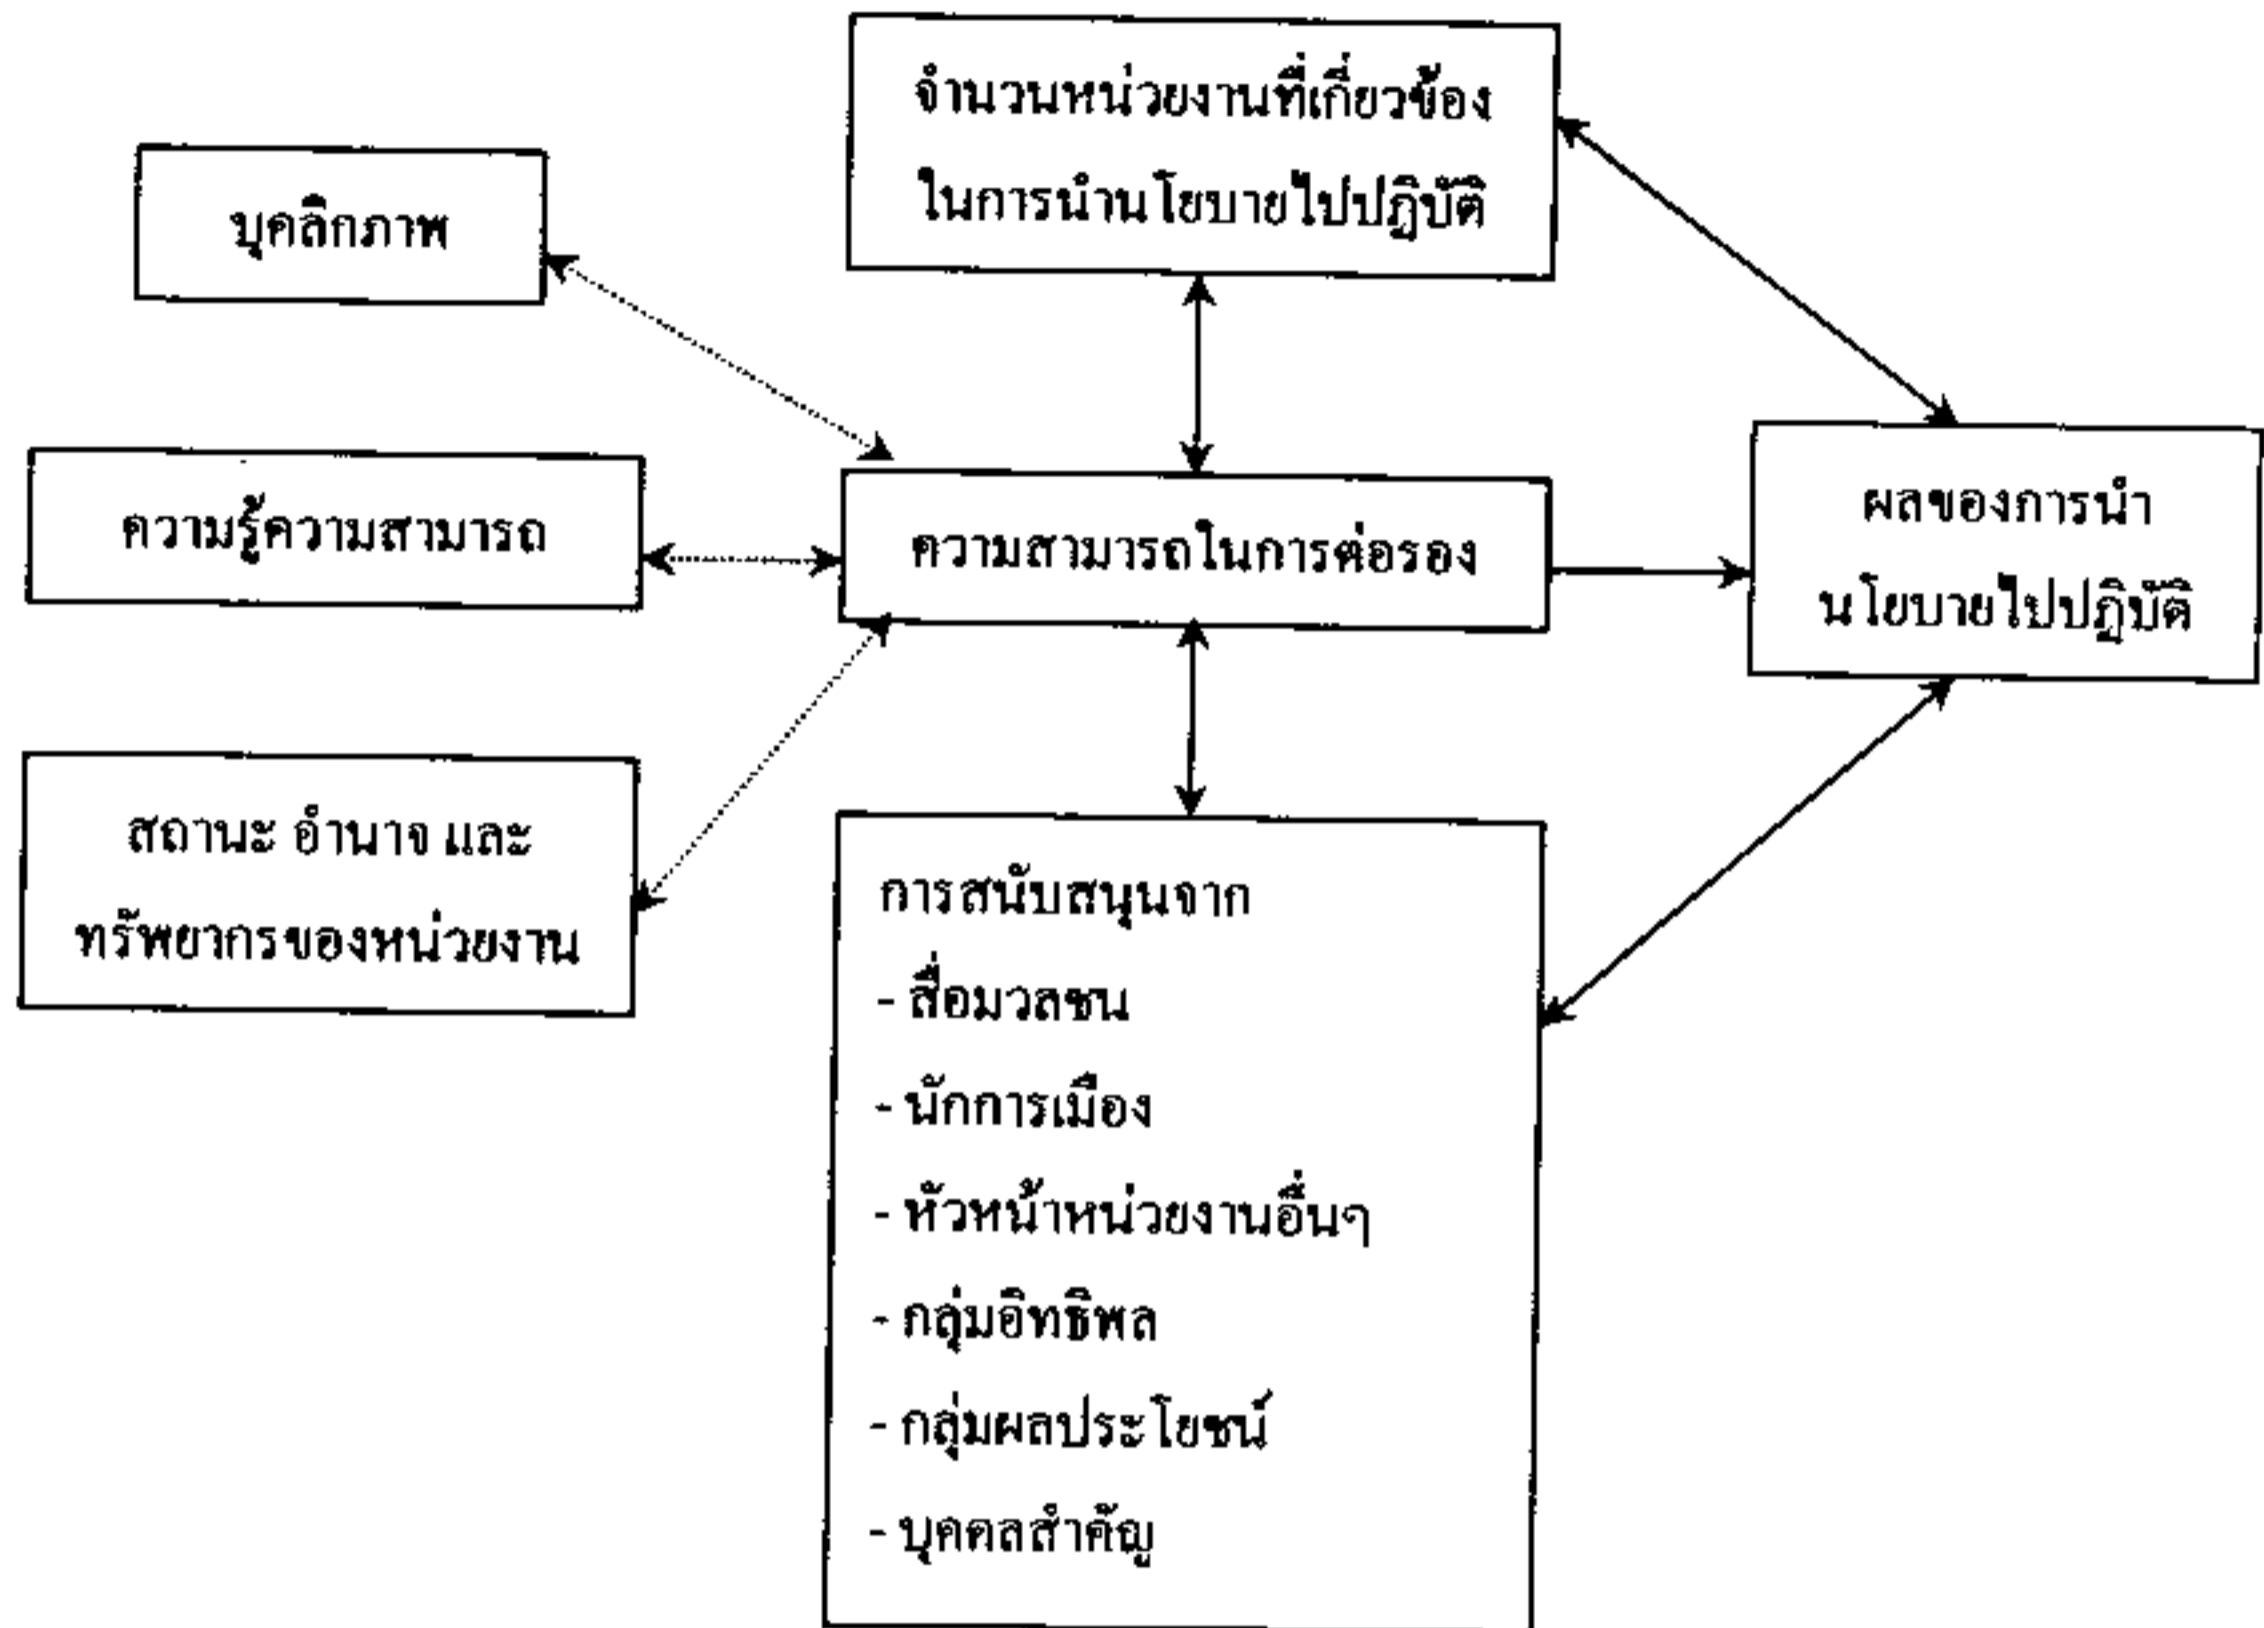 จำนวนหน่วยงานที่เกี่ยวข้อง
ในการนำนโยบายไปปฏิบัติ
บุคลิกภาพ
ความรู้ความสามารถ
ความสามารถในการต่อรอง
ผลของการนำ
นโยบายไปปฏิบัติ
สถานะ อำนาจ และ
ทรัพยากรของหน่วยงาน
การสนับสนุนจาก
- สื่อมวลชน
- นักการเมือง
- หัวหน้าหน่วยงานอื่นๆ
- กลุ่มอิทธิพล
- กลุ่มผลประโยชน์
- บุคคลสำคัญ